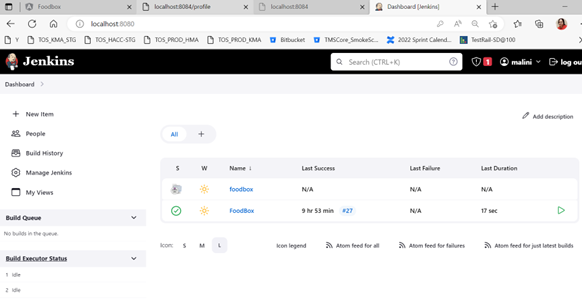 Foodbox
localhost:8084/profile
localhost:8084
Dashboard [Jenkins]
localhost:8080
Y TOS_KMA_STG TOS_HACC-STG TOS_PROD_HMA TOS_PROD_KMA Bitbucket TMSCore_SmokeSc... 2022 Sprint Calend... TestRail-SD@100
Jenkins
Search (CTRL+K)
1
malini
log ou
Dashboard
New Item
People
Build History
Manage Jenkins
My Views
Build Queue
No builds in the queue.
Build Executor Status
1 Idle
2 Idle
Add description
All +
S W Name ↓ Last Success Last Failure Last Duration
foodbox N/A N/A N/A
FoodBox 9 hr 53 min #27 N/A 17 sec
Icon: S M L Icon legend Atom feed for all Atom feed for failures Atom feed for just latest builds